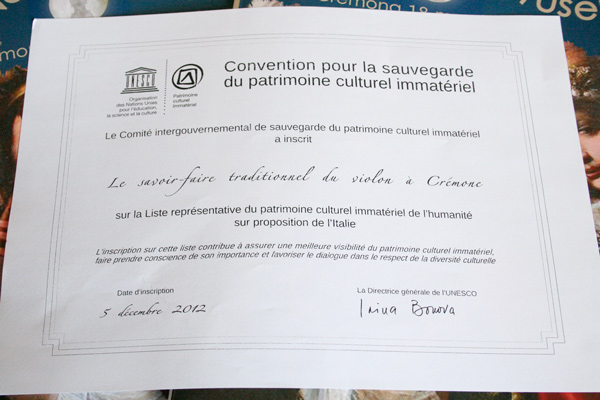 Cremona 18
UNESCO
Organisation
des Nations Unies
pour l'éducation,
la science et la culture
Patrimoine
culturel
immatériel
Convention pour la sauvegarde
du patrimoine culturel immatériel
Le Comité intergouvernemental de sauvegarde du patrimoine culturel immatériel
a inscrit
Le savoir-faire traditionnel du violon à Crémone
sur la Liste représentative du patrimoine culturel immatériel de l'humanité
sur proposition de l'Italie
L'inscription sur cette liste contribue à assurer une meilleure visibilité du patrimoine culturel immatériel,
faire prendre conscience de son importance et favoriser le dialogue dans le respect de la diversité culturelle
Date d'inscription
5 décembre 2012
La Directrice générale de l'UNESCO
Irina Bokova